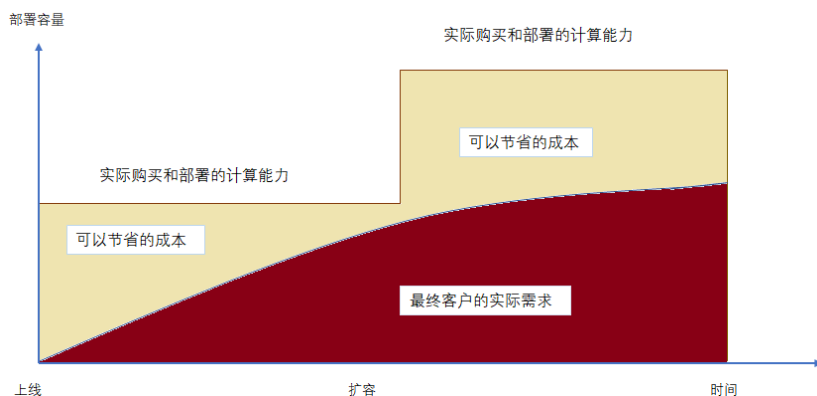 部署容量
实际购买和部署的计算能力
可以节省的成本
实际购买和部署的计算能力
可以节省的成本
最终客户的实际需求
上线
扩容
时间